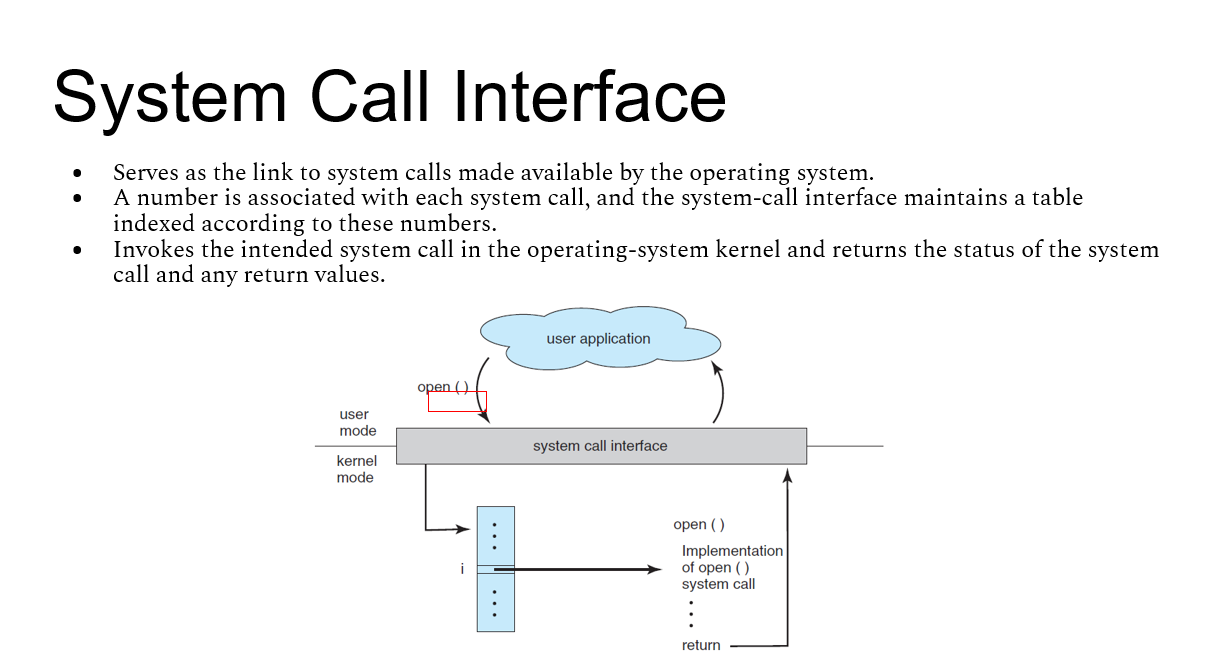 System Call Interface
• Serves as the link to system calls made available by the operating system.
• A number is associated with each system call, and the system-call interface maintains a table
indexed according to these numbers.
• Invokes the intended system call in the operating-system kernel and returns the status of the system
call and any return values.
user application
open ( )
user
mode
system call interface
kernel
mode
open ( )
Implementation
of open ( )
system call
i
return